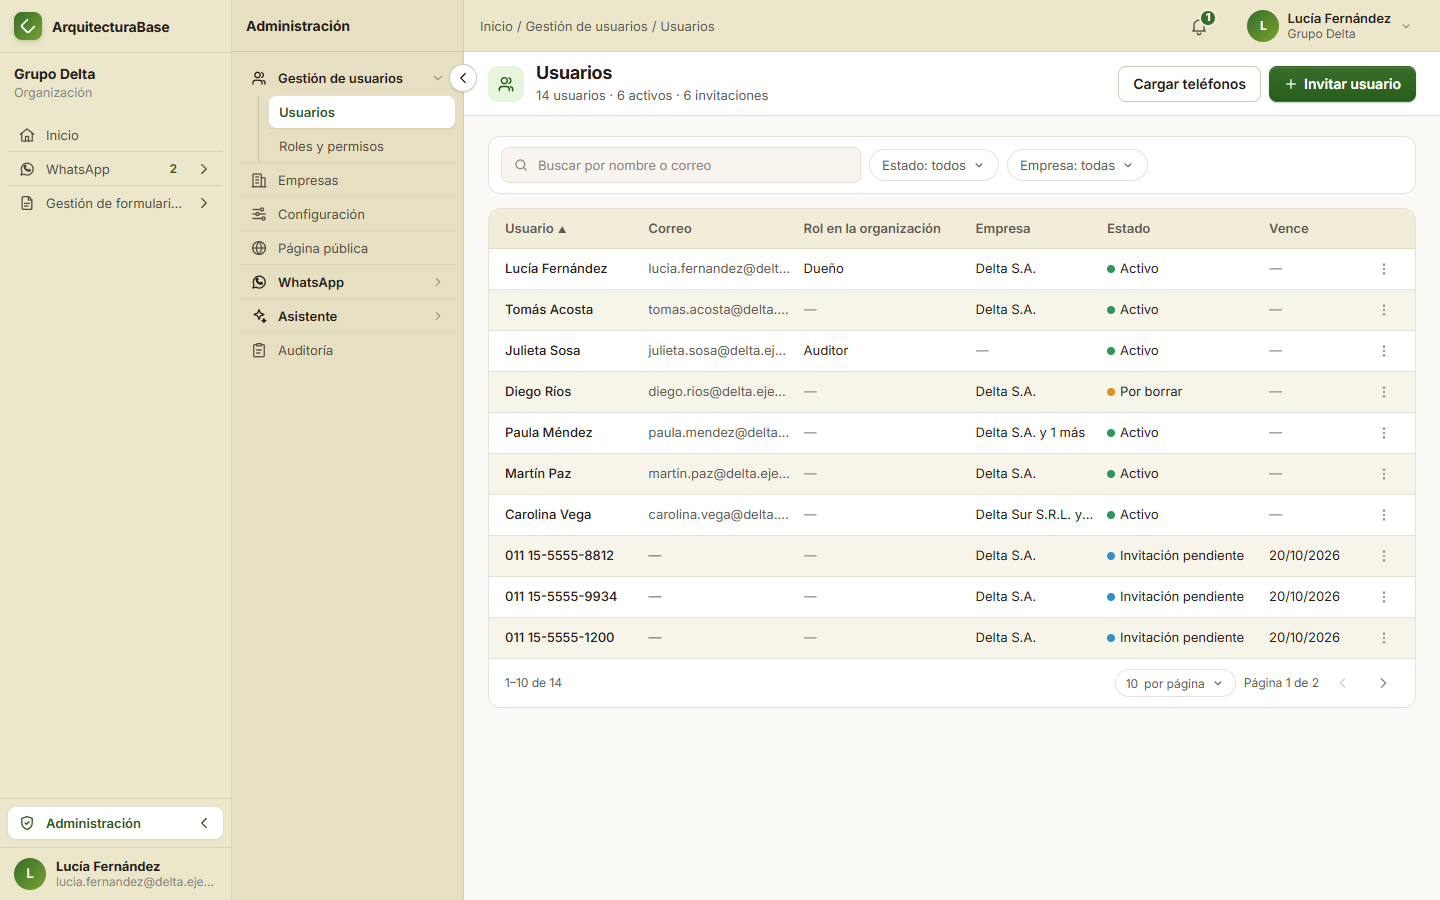 ArquitecturaBase
Grupo Delta
Organización
Inicio
WhatsApp 2
Gestión de formulari...
Administración
Lucía Fernández
lucia.fernandez@delta.eje...
L
Administración
Gestión de usuarios
Usuarios
Roles y permisos
Empresas
Configuración
Página pública
WhatsApp
Asistente
Auditoría
Inicio / Gestión de usuarios / Usuarios
1
L
Lucía Fernández
Grupo Delta
Usuarios
14 usuarios · 6 activos · 6 invitaciones
Cargar teléfonos
+ Invitar usuario
Buscar por nombre o correo
Estado: todos
Empresa: todas
Usuario ▲ Correo Rol en la organización Empresa Estado Vence
Lucía Fernández lucia.fernandez@delt... Dueño Delta S.A. Activo —
Tomás Acosta tomas.acosta@delta.... — Delta S.A. Activo —
Julieta Sosa julieta.sosa@delta.ej... Auditor — Activo —
Diego Ríos diego.rios@delta.eje... — Delta S.A. Por borrar —
Paula Méndez paula.mendez@delta... — Delta S.A. y 1 más Activo —
Martín Paz martin.paz@delta.eje... — Delta S.A. Activo —
Carolina Vega carolina.vega@delta.... — Delta Sur S.R.L. y... Activo —
011 15-5555-8812 — — Delta S.A. Invitación pendiente 20/10/2026
011 15-5555-9934 — — Delta S.A. Invitación pendiente 20/10/2026
011 15-5555-1200 — — Delta S.A. Invitación pendiente 20/10/2026
1–10 de 14
10 por página
Página 1 de 2